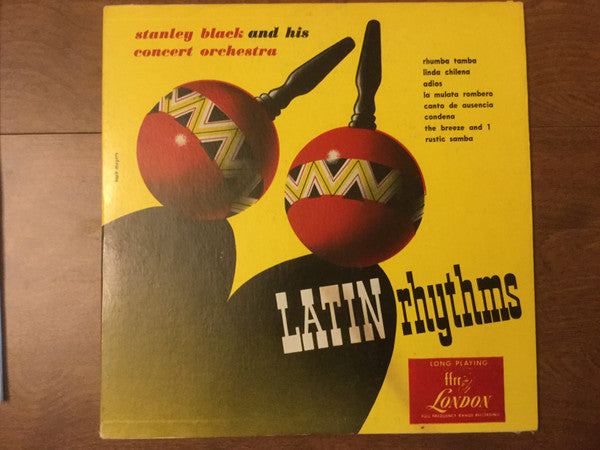 stanley black and his
concert orchestra
rhumba tamba
linda chilena
adios
la mulata rombero
canto de ausencia
condena
the breeze and I
rustic samba
LATIN rhythms
LONG PLAYING
ffrr
LONDON
FULL FREQUENCY RANGE RECORDING